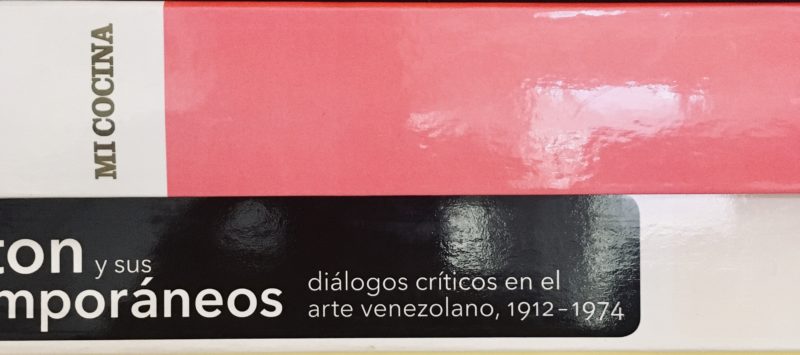 MI COCINA
ton y sus
mporáneos
diálogos críticos en el
arte venezolano, 1912-1974